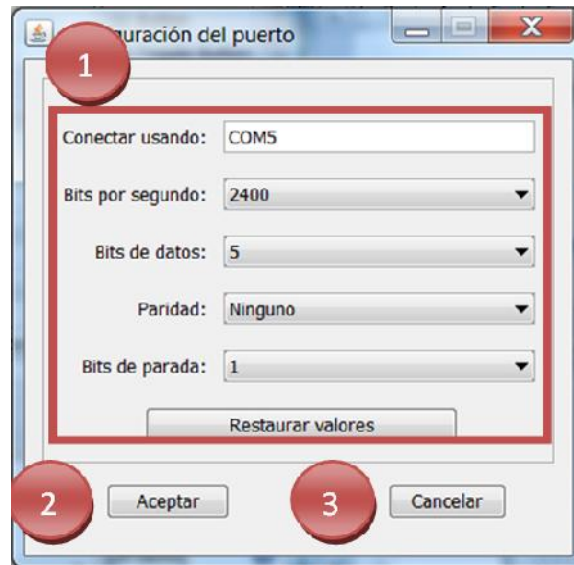 guración del puerto
1
Conectar usando: COM5
Bits por segundo: 2400
Bits de datos: 5
Paridad: Ninguno
Bits de parada: 1
Restaurar valores
2 Aceptar 3 Cancelar